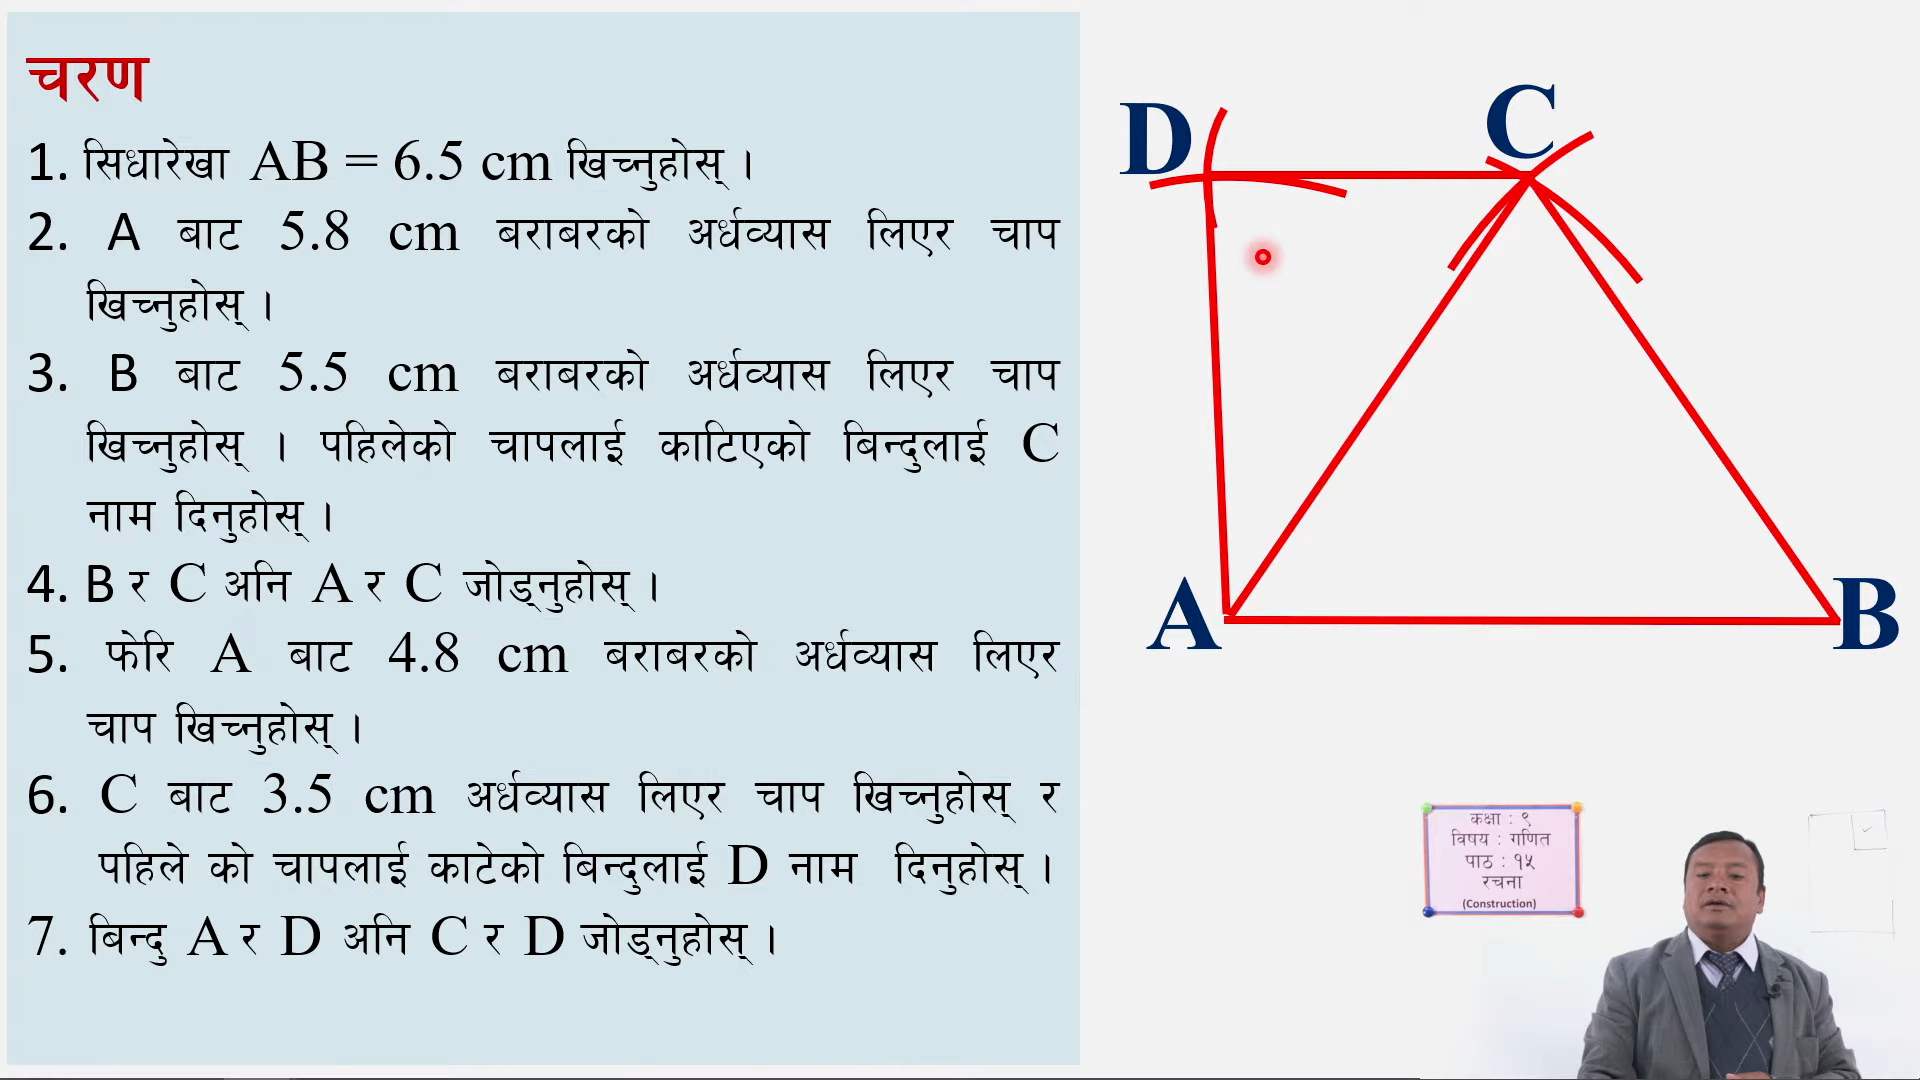 चरण
1. सिधारेखा AB = 6.5 cm खिच्नुहोस् ।
2. A बाट 5.8 cm बराबरको अर्धव्यास लिएर चाप
खिच्नुहोस् ।
3. B बाट 5.5 cm बराबरको अर्धव्यास लिएर चाप
खिच्नुहोस् । पहिलेको चापलाई काटिएको बिन्दुलाई C
नाम दिनुहोस् ।
4. B र C अनि A र C जोड्नुहोस् ।
5. फेरि A बाट 4.8 cm बराबरको अर्धव्यास लिएर
चाप खिच्नुहोस् ।
6. C बाट 3.5 cm अर्धव्यास लिएर चाप खिच्नुहोस् र
पहिले को चापलाई काटेको बिन्दुलाई D नाम दिनुहोस् ।
7. बिन्दु A र D अनि C र D जोड्नुहोस् ।
D C
A B
कक्षा : ९
विषय : गणित
पाठ : १५
रचना
(Construction)